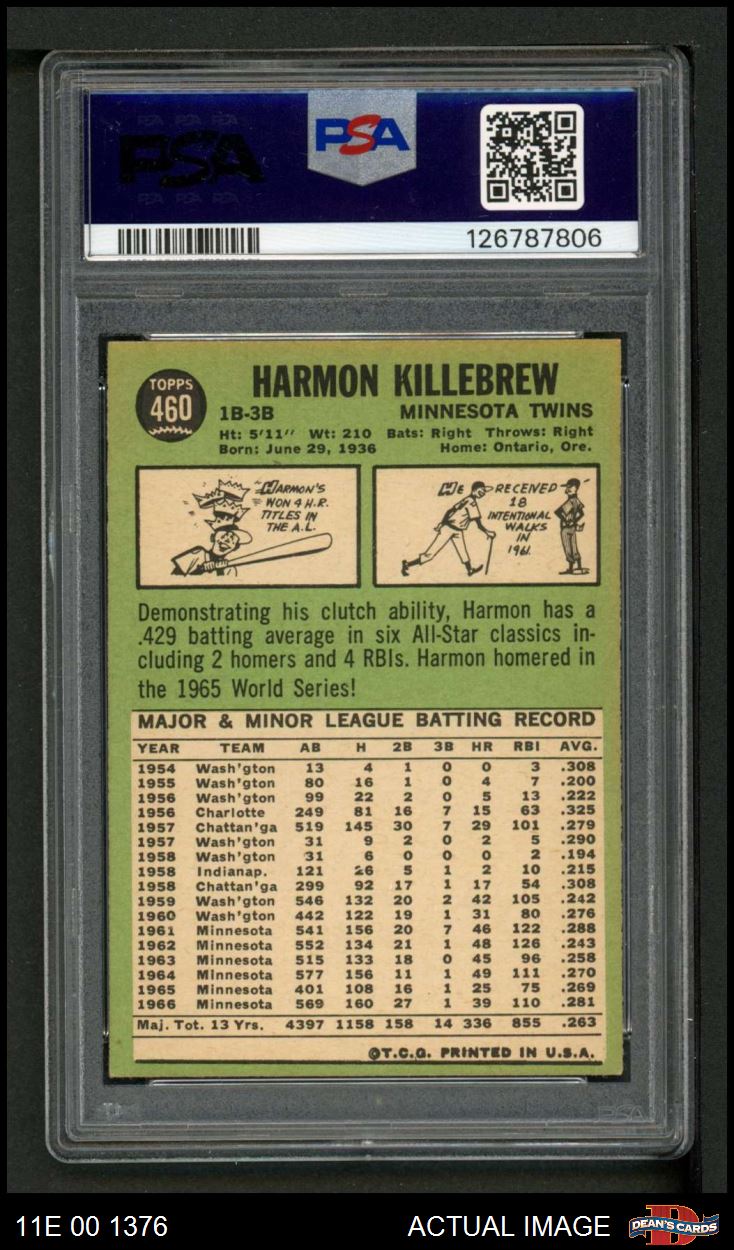 PSA PSA PSA
PSA
PSA PSA PSA
PSA
126787806
TOPPS
460
HARMON KILLEBREW
1B-3B MINNESOTA TWINS
Ht: 5'11" Wt: 210 Bats: Right Throws: Right
Born: June 29, 1936 Home: Ontario, Ore.
HARMON'S
WON 4 H.R.
TITLES IN
THE A.L.
HE RECEIVED
18
INTENTIONAL
WALKS
IN
1961.
Demonstrating his clutch ability, Harmon has a
.429 batting average in six All-Star classics in-
cluding 2 homers and 4 RBIs. Harmon homered in
the 1965 World Series!
MAJOR & MINOR LEAGUE BATTING RECORD
YEAR TEAM AB H 2B 3B HR RBI AVG.
1954 Wash'gton 13 4 1 0 0 3 .308
1955 Wash'gton 80 16 1 0 4 7 .200
1956 Wash'gton 99 22 2 0 5 13 .222
1956 Charlotte 249 81 16 7 15 63 .325
1957 Chattan'ga 519 145 30 7 29 101 .279
1957 Wash'gton 31 9 2 0 2 5 .290
1958 Wash'gton 31 6 0 0 0 2 .194
1958 Indianap. 121 26 5 1 2 10 .215
1958 Chattan'ga 299 92 17 1 17 54 .308
1959 Wash'gton 546 132 20 2 42 105 .242
1960 Wash'gton 442 122 19 1 31 80 .276
1961 Minnesota 541 156 20 7 46 122 .288
1962 Minnesota 552 134 21 1 48 126 .243
1963 Minnesota 515 133 18 0 45 96 .258
1964 Minnesota 577 156 11 1 49 111 .270
1965 Minnesota 401 108 16 1 25 75 .269
1966 Minnesota 569 160 27 1 39 110 .281
Maj. Tot. 13 Yrs. 4397 1158 158 14 336 855 .263
©T.C.G. PRINTED IN U.S.A.
PSA
11E 00 1376 ACTUAL IMAGE DEAN'S CARDS